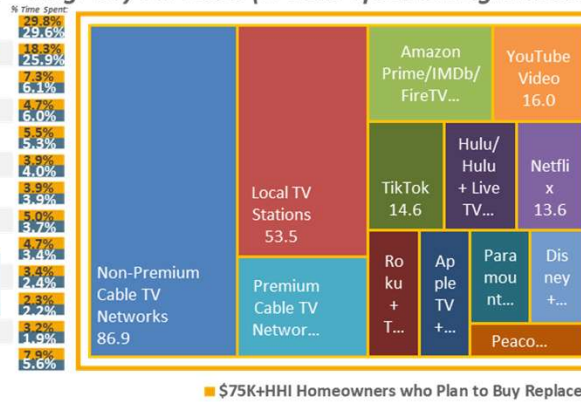 % Time Spent:
29.8%
29.6%
18.3%
25.9%
7.3%
6.1%
4.7%
6.0%
5.5%
5.3%
3.9%
4.0%
3.9%
3.9%
5.0%
3.7%
4.7%
3.4%
3.4%
2.4%
2.3%
2.2%
3.2%
1.9%
7.9%
5.6%
Non-Premium
Cable TV
Networks
86.9
Local TV
Stations
53.5
Premium
Cable TV
Networ...
Amazon
Prime/IMDb/
FireTV...
YouTube
Video
16.0
TikTok
14.6
Hulu/
Hulu
+ Live
TV...
Netfli
x
13.6
Ro
ku
+
T...
Ap
ple
TV
+...
Para
mou
nt...
Dis
ney
+...
Peaco...
$75K+HHI Homeowners who Plan to Buy Replace